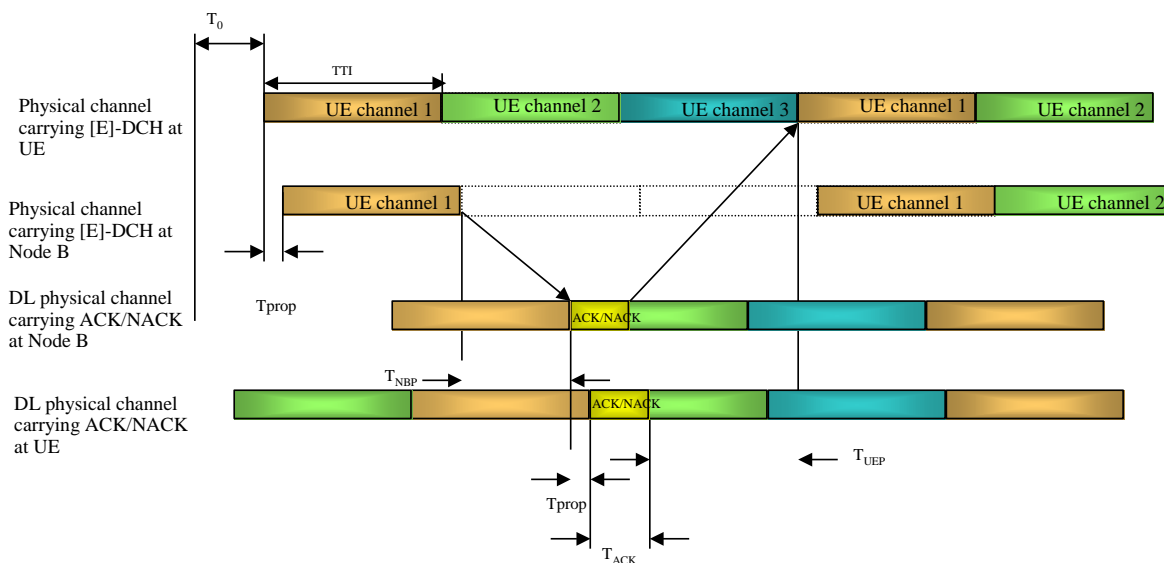 T0
TTI
Physical channel
carrying [E]-DCH at
UE
UE channel 1
UE channel 2
UE channel 3
UE channel 1
UE channel 2
Physical channel
carrying [E]-DCH at
Node B
UE channel 1
UE channel 1
UE channel 2
Tprop
DL physical channel
carrying ACK/NACK
at Node B
ACK/NACK
TNBP
DL physical channel
carrying ACK/NACK
at UE
ACK/NACK
TUEP
Tprop
TACK